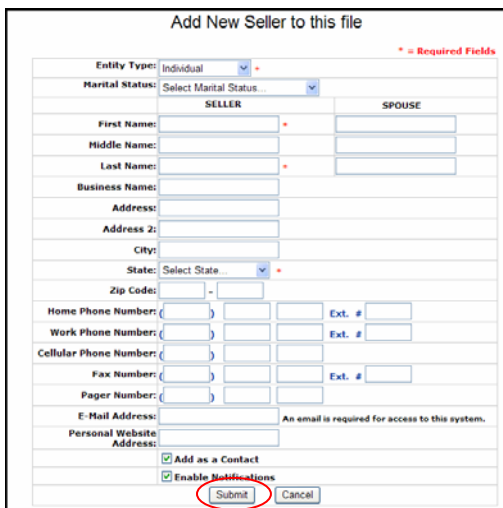 Add New Seller to this file
* = Required Fields
Entity Type: Individual *
Marital Status: Select Marital Status...
SELLER SPOUSE
First Name: *
Middle Name:
Last Name: *
Business Name:
Address:
Address 2:
City:
State: Select State... *
Zip Code: -
Home Phone Number: ( ) Ext. #
Work Phone Number: ( ) Ext. #
Cellular Phone Number: ( )
Fax Number: ( ) Ext. #
Pager Number: ( )
E-Mail Address: An email is required for access to this system.
Personal Website
Address:
Add as a Contact
Enable Notifications
Submit Cancel